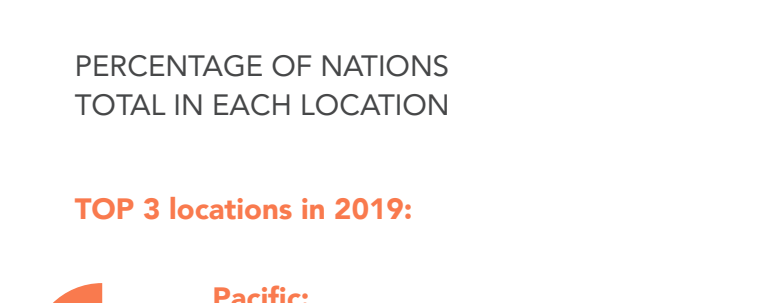 PERCENTAGE OF NATIONS
TOTAL IN EACH LOCATION
TOP 3 locations in 2019:
Pacific: